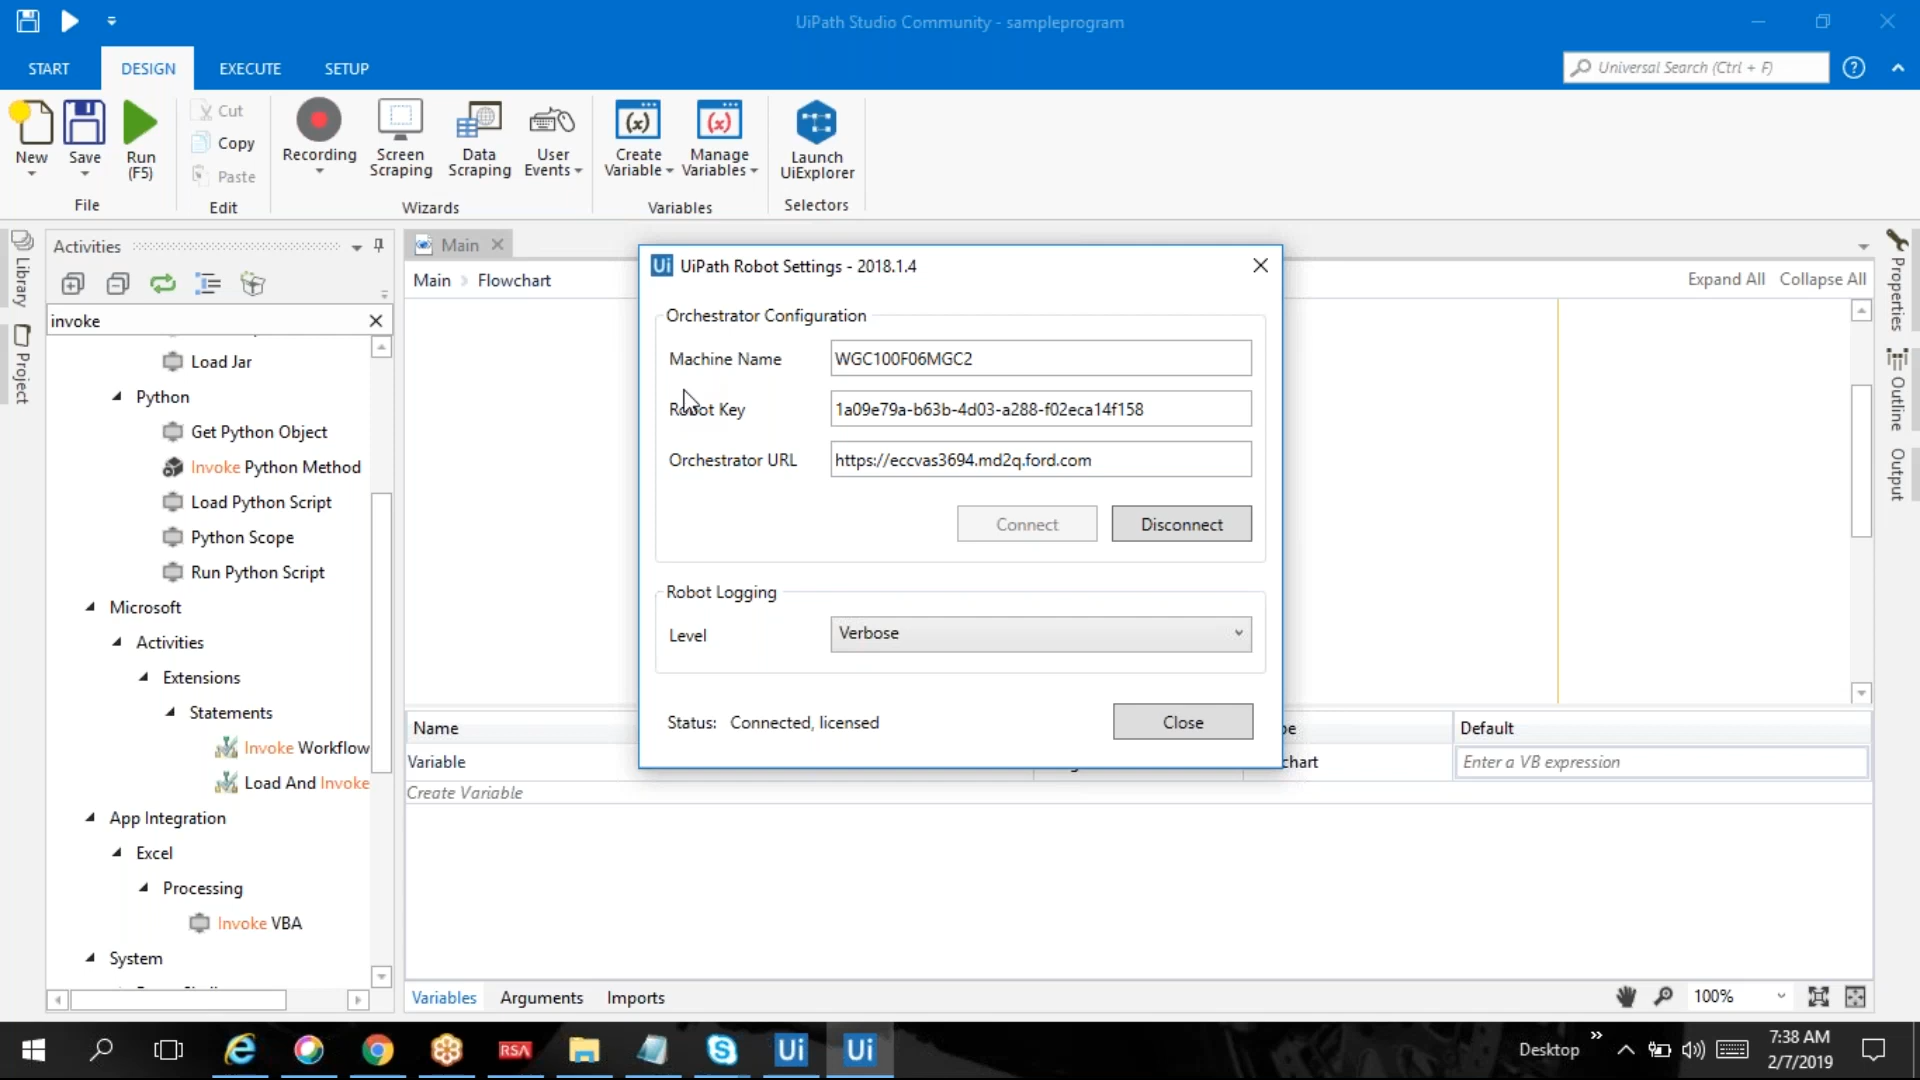 UiPath Studio Community - sampleprogram
START DESIGN EXECUTE SETUP
Universal Search (Ctrl + F)
New
Save
Run
(F5)
Cut
Copy
Paste
Recording
Screen
Scraping
Data
Scraping
User
Events
Create
Variable
Manage
Variables
Launch
UiExplorer
File
Edit
Wizards
Variables
Selectors
Library
Project
Activities
invoke
Load Jar
Python
Get Python Object
Invoke Python Method
Load Python Script
Python Scope
Run Python Script
Microsoft
Activities
Extensions
Statements
Invoke Workflow
Load And Invoke
App Integration
Excel
Processing
Invoke VBA
System
Main
Main Flowchart
Expand All Collapse All
Ui UiPath Robot Settings - 2018.1.4
Orchestrator Configuration
Machine Name WGC100F06MGC2
Robot Key 1a09e79a-b63b-4d03-a288-f02eca14f158
Orchestrator URL https://eccvas3694.md2q.ford.com
Connect Disconnect
Robot Logging
Level Verbose
Status: Connected, licensed Close
Name Default
Variable chart Enter a VB expression
Create Variable
Variables Arguments Imports
100%
Properties
Outline
Output
RSA
Ui
Ui
Desktop
7:38 AM
2/7/2019